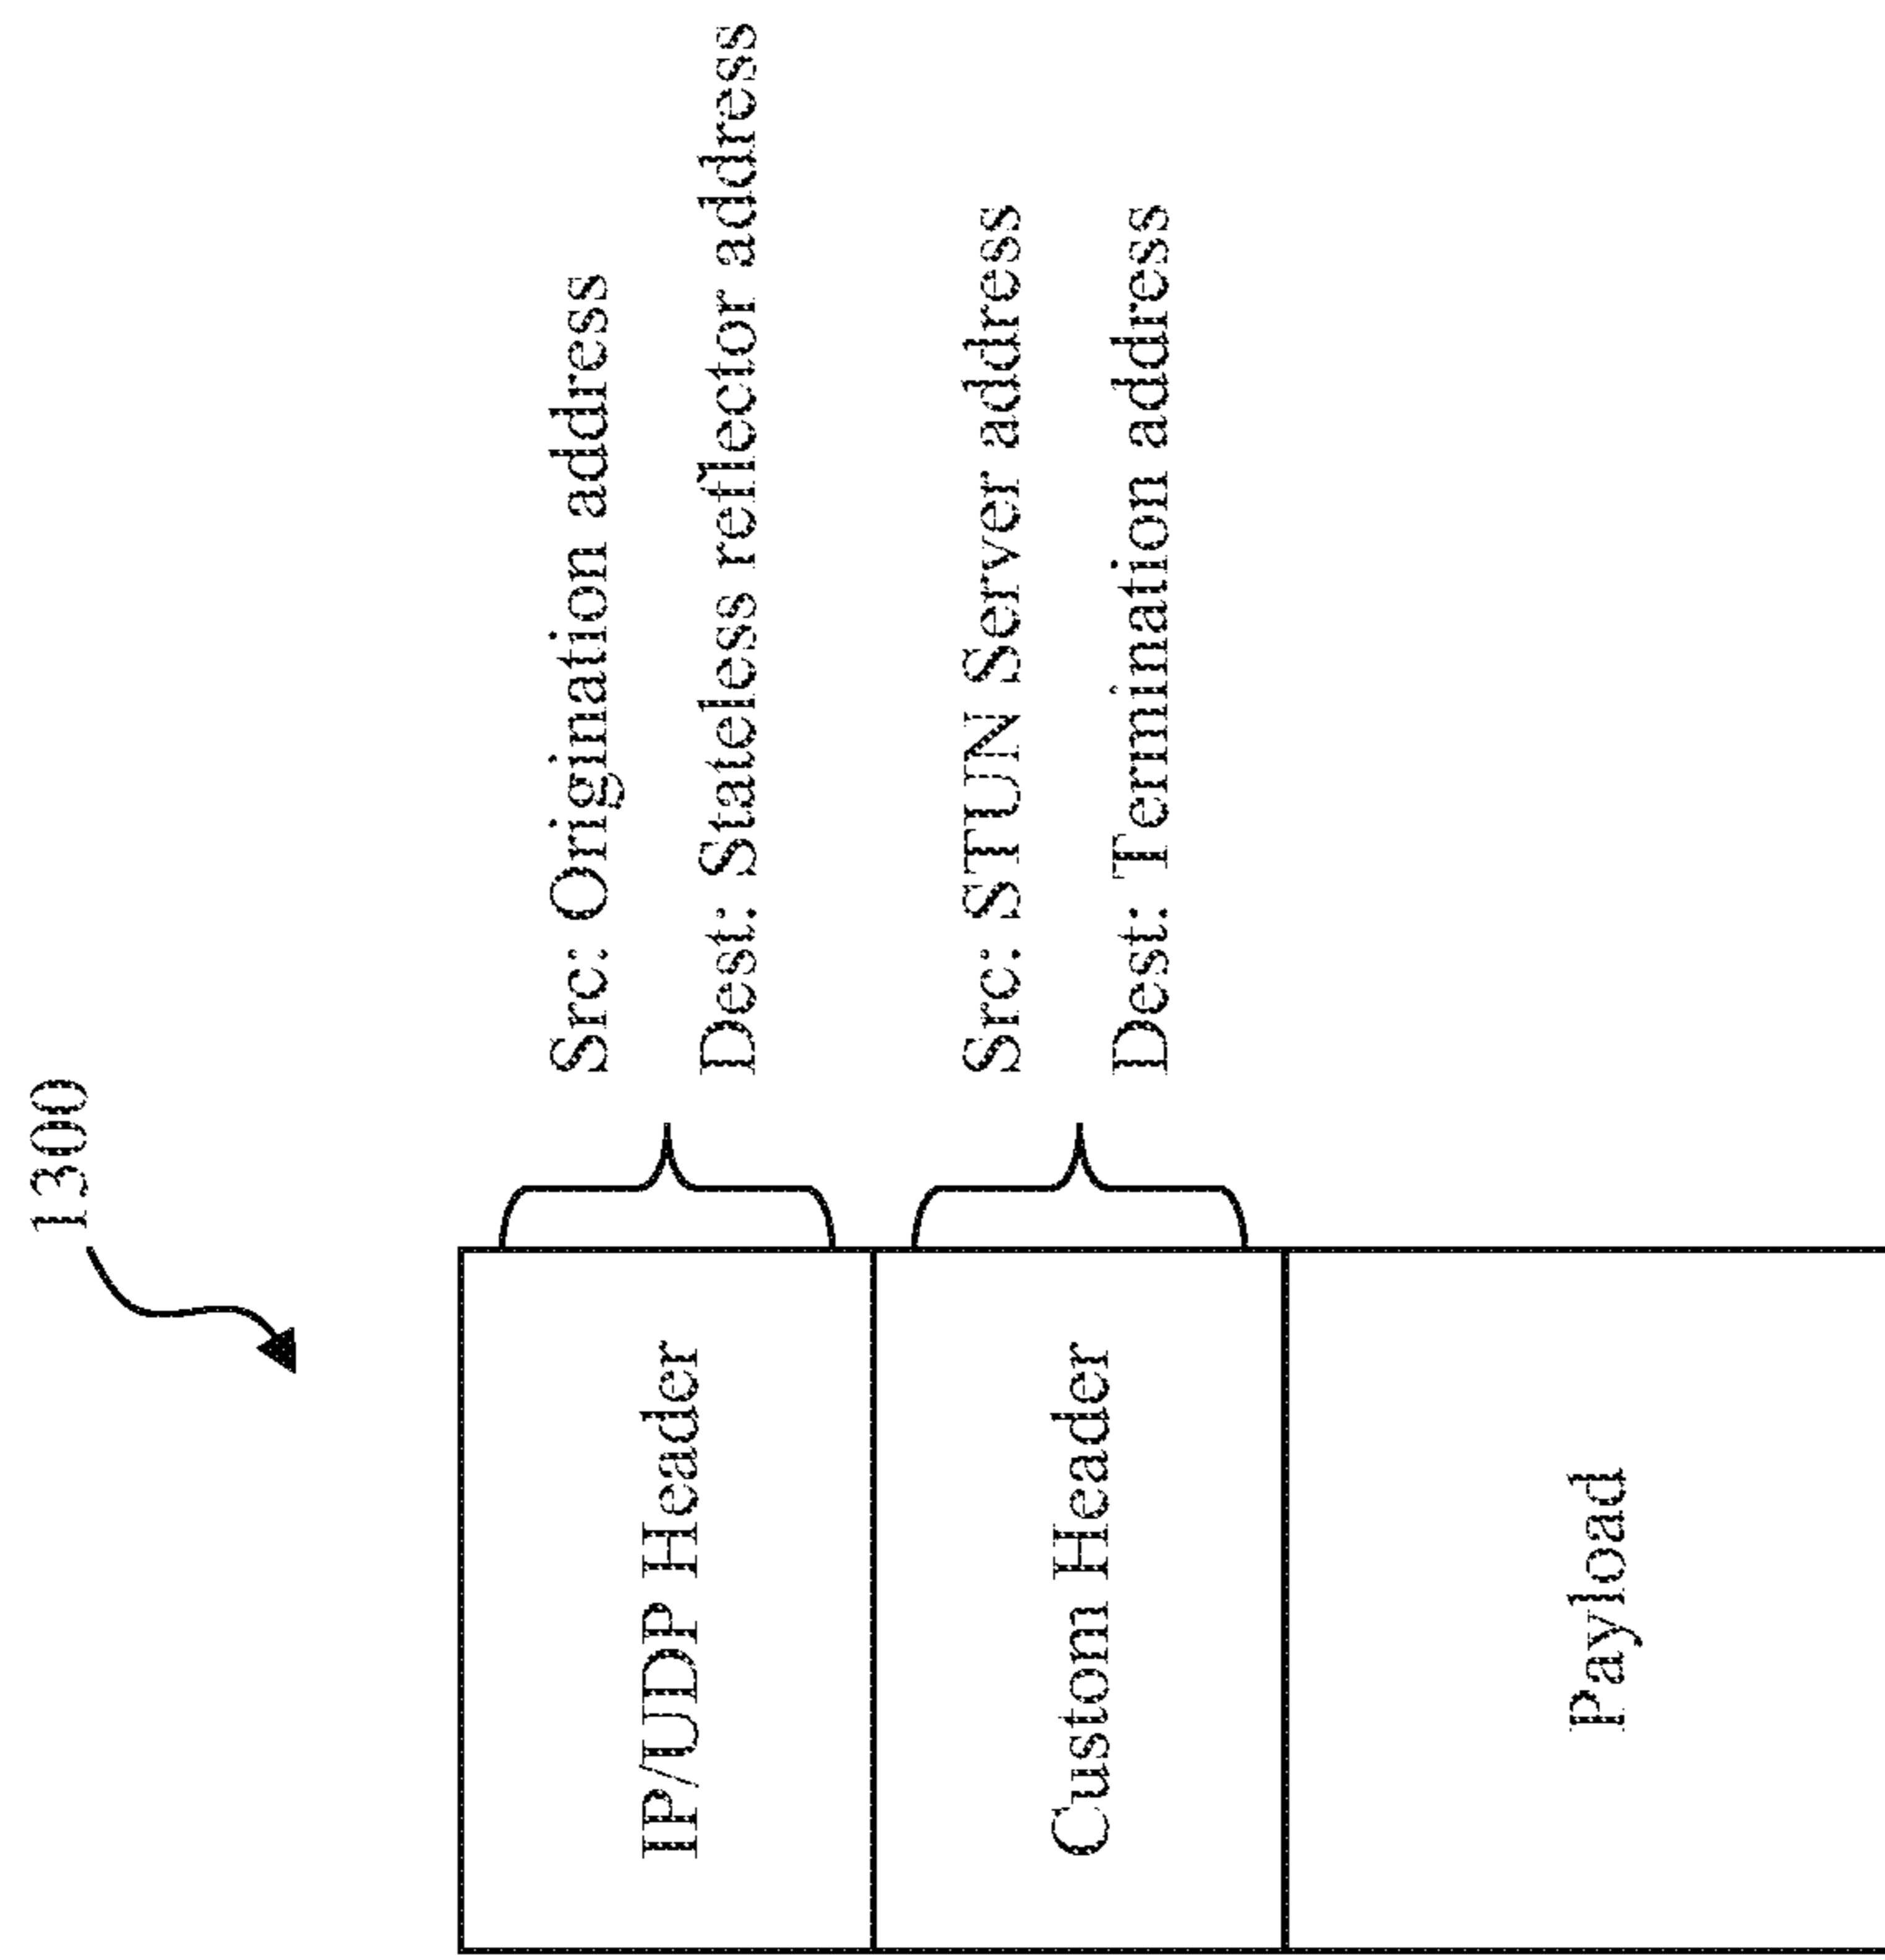 1300
IP/UDP Header
Src: Origination address
Dest: Stateless reflector address
Custom Header
Src: STUN Server address
Dest: Termination address
Payload